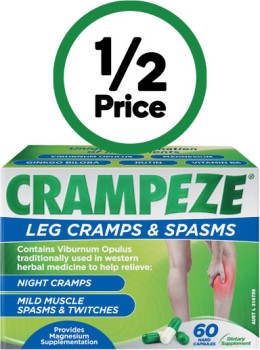 1/2
Price
VIBURNUM OPULUS
MAGNESIUM
GINKGO BILOBA
RUTIN
VITAMIN B6
CRAMPEZE®
LEG CRAMPS & SPASMS
Contains Viburnum Opulus
traditionally used in western
herbal medicine to help relieve:
NIGHT CRAMPS
MILD MUSCLE
SPASMS & TWITCHES
Provides
Magnesium
Supplementation
60
HARD
CAPSULES
Dietary
Supplement